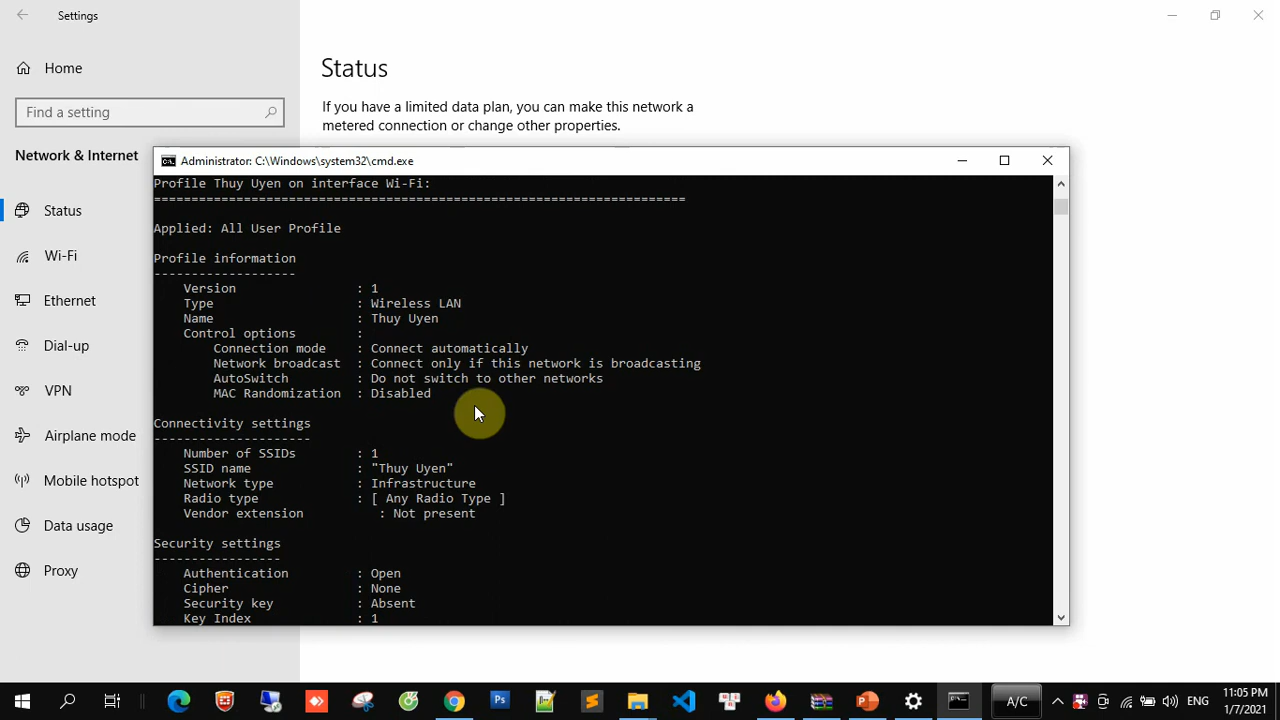 Settings
Home
Find a setting
Network & Internet
Status
Wi-Fi
Ethernet
Dial-up
VPN
Airplane mode
Mobile hotspot
Data usage
Proxy
Status
If you have a limited data plan, you can make this network a
metered connection or change other properties.
Administrator: C:\Windows\system32\cmd.exe
Profile Thuy Uyen on interface Wi-Fi:
=======================================================================
Applied: All User Profile
Profile information
-------------------
Version : 1
Type : Wireless LAN
Name : Thuy Uyen
Control options :
Connection mode : Connect automatically
Network broadcast : Connect only if this network is broadcasting
AutoSwitch : Do not switch to other networks
MAC Randomization : Disabled
Connectivity settings
---------------------
Number of SSIDs : 1
SSID name : "Thuy Uyen"
Network type : Infrastructure
Radio type : [ Any Radio Type ]
Vendor extension : Not present
Security settings
-----------------
Authentication : Open
Cipher : None
Security key : Absent
Key Index : 1
Ps
A/C
ENG
11:05 PM
1/7/2021